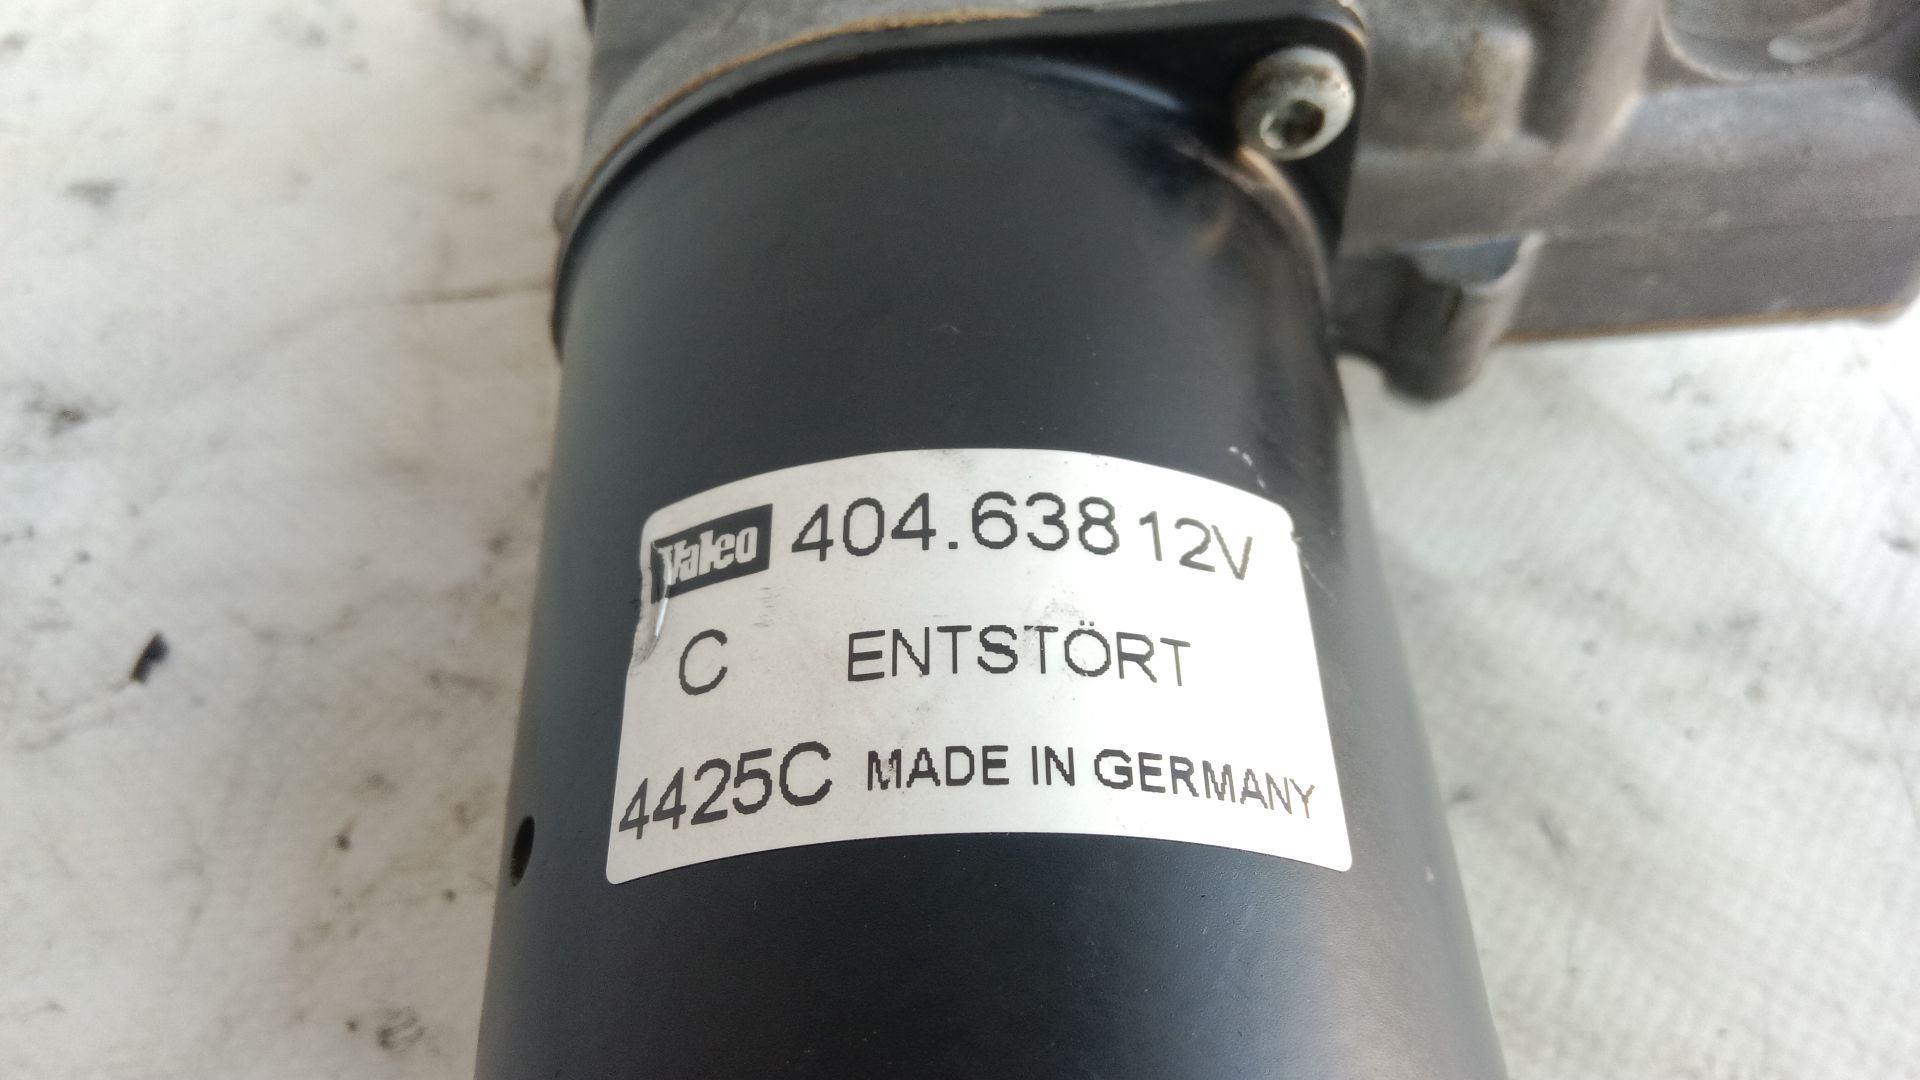 Valeo 404.638 12V
C ENTSTÖRT
4425C MADE IN GERMANY